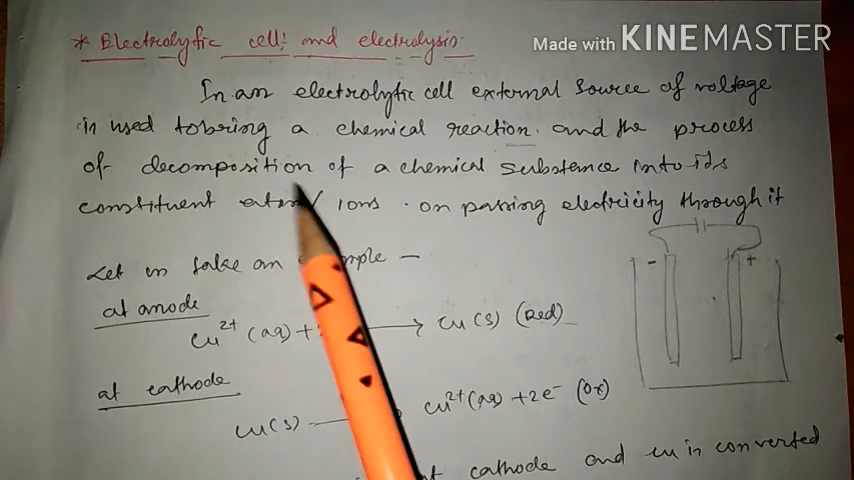 Made with KINEMASTER
* Electrolytic cell; and electrolysis.
In an electrolytic cell external source of voltage
is used tobring a chemical reaction. and the process
of decomposition of a chemical substance into its
constituent / ions . on passing electricity through it
Let us take an —
at anode
Cu2+ (aq) + → Cu (s) (Red)
at cathode
Cu(s) — Cu2+ (aq) + 2e- (Ox)
- +
cathode and cu is converted